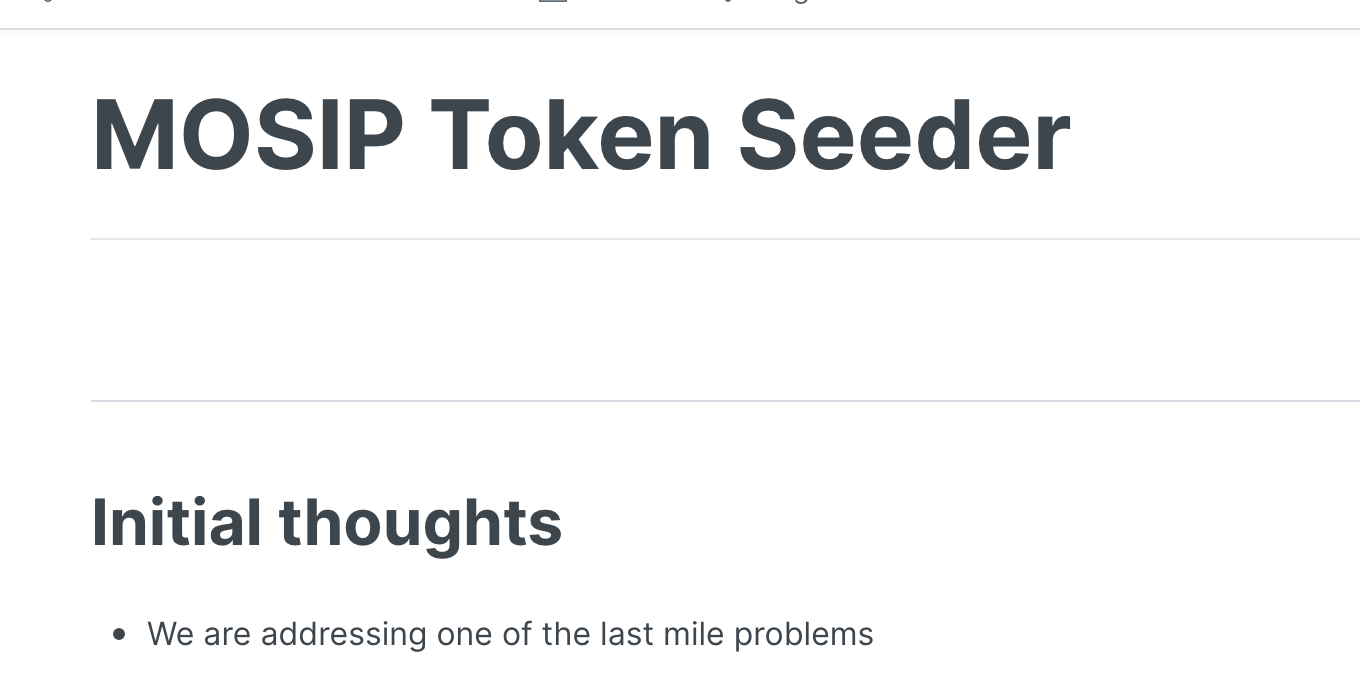 MOSIP Token Seeder
Initial thoughts
• We are addressing one of the last mile problems